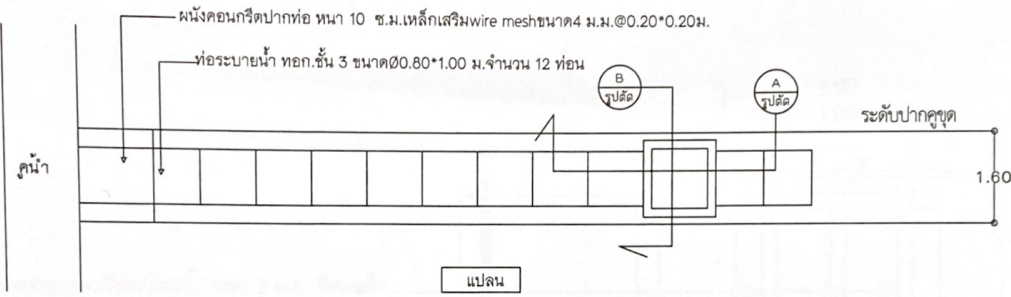 ผนังคอนกรีตปากท่อ หนา 10 ซ.ม.เหล็กเสริมwire meshขนาด4 ม.ม.@0.20*0.20ม.
ท่อระบายน้ำ ทอก.ชั้น 3 ขนาดØ0.80*1.00 ม.จำนวน 12 ท่อน
B
รูปตัด
A
รูปตัด
ระดับปากคูขุด
คูน้ำ
1.60
แปลน